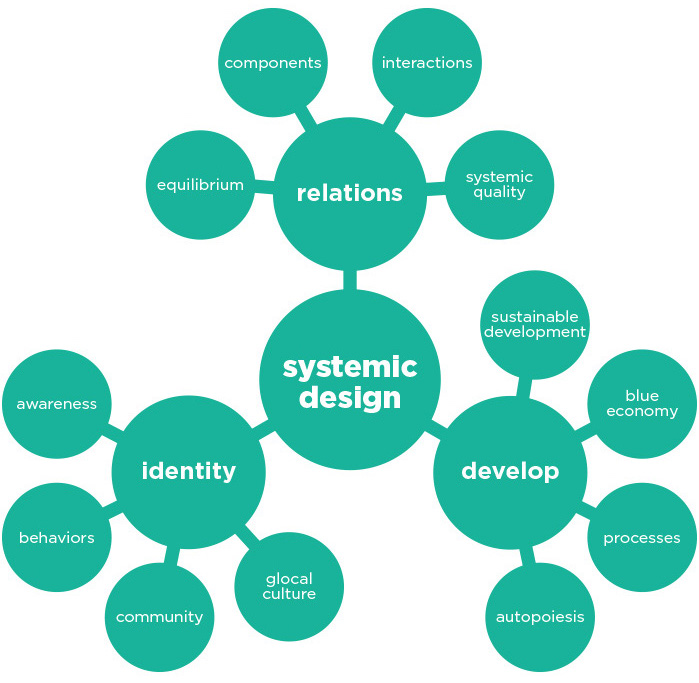 components
interactions
equilibrium
relations
systemic
quality
systemic
design
sustainable
development
awareness
blue
economy
identity
develop
behaviors
processes
glocal
culture
community
autopoiesis